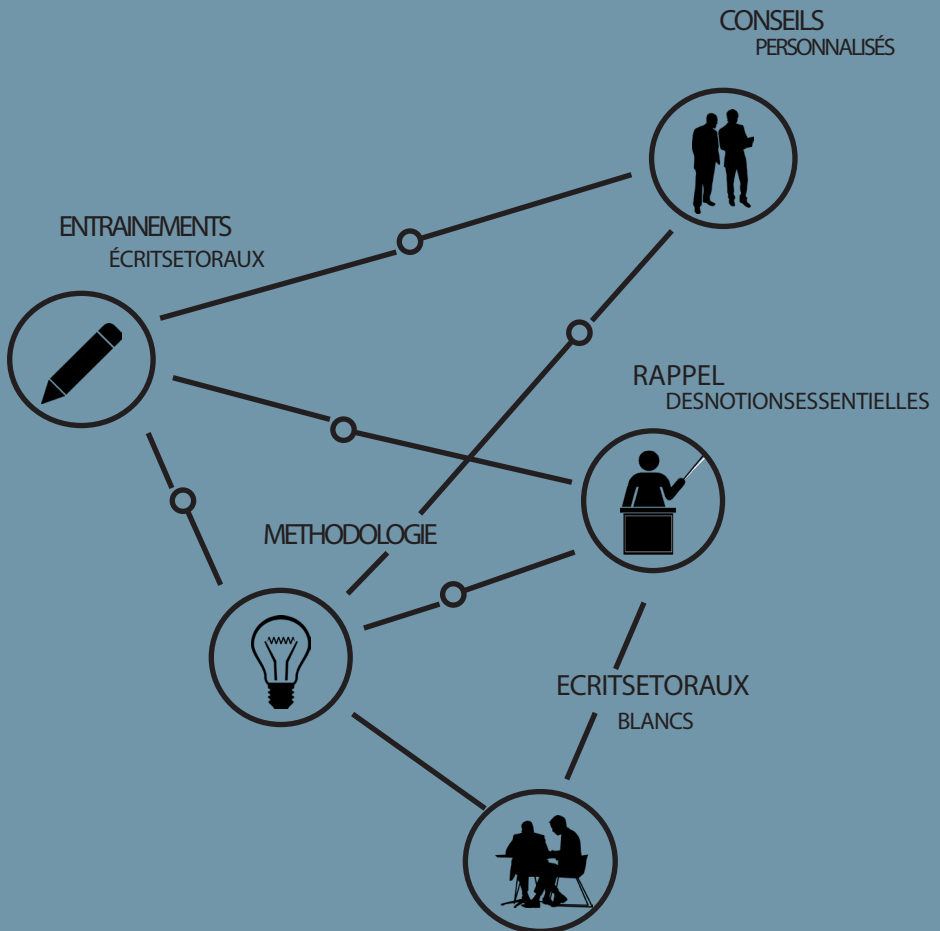 CONSEILS
PERSONNALISÉS
ENTRAINEMENTS
ÉCRITSETORAUX
RAPPEL
DESNOTIONSESSENTIELLES
METHODOLOGIE
ECRITSETORAUX
BLANCS